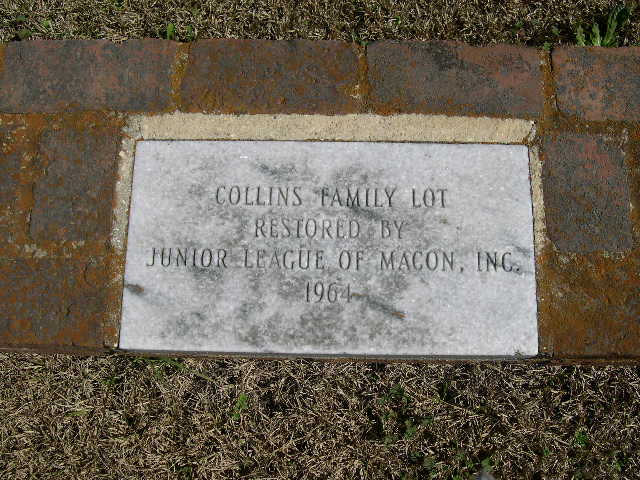 COLLINS FAMILY LOT
RESTORED BY
JUNIOR LEAGUE OF MACON, INC.
1964